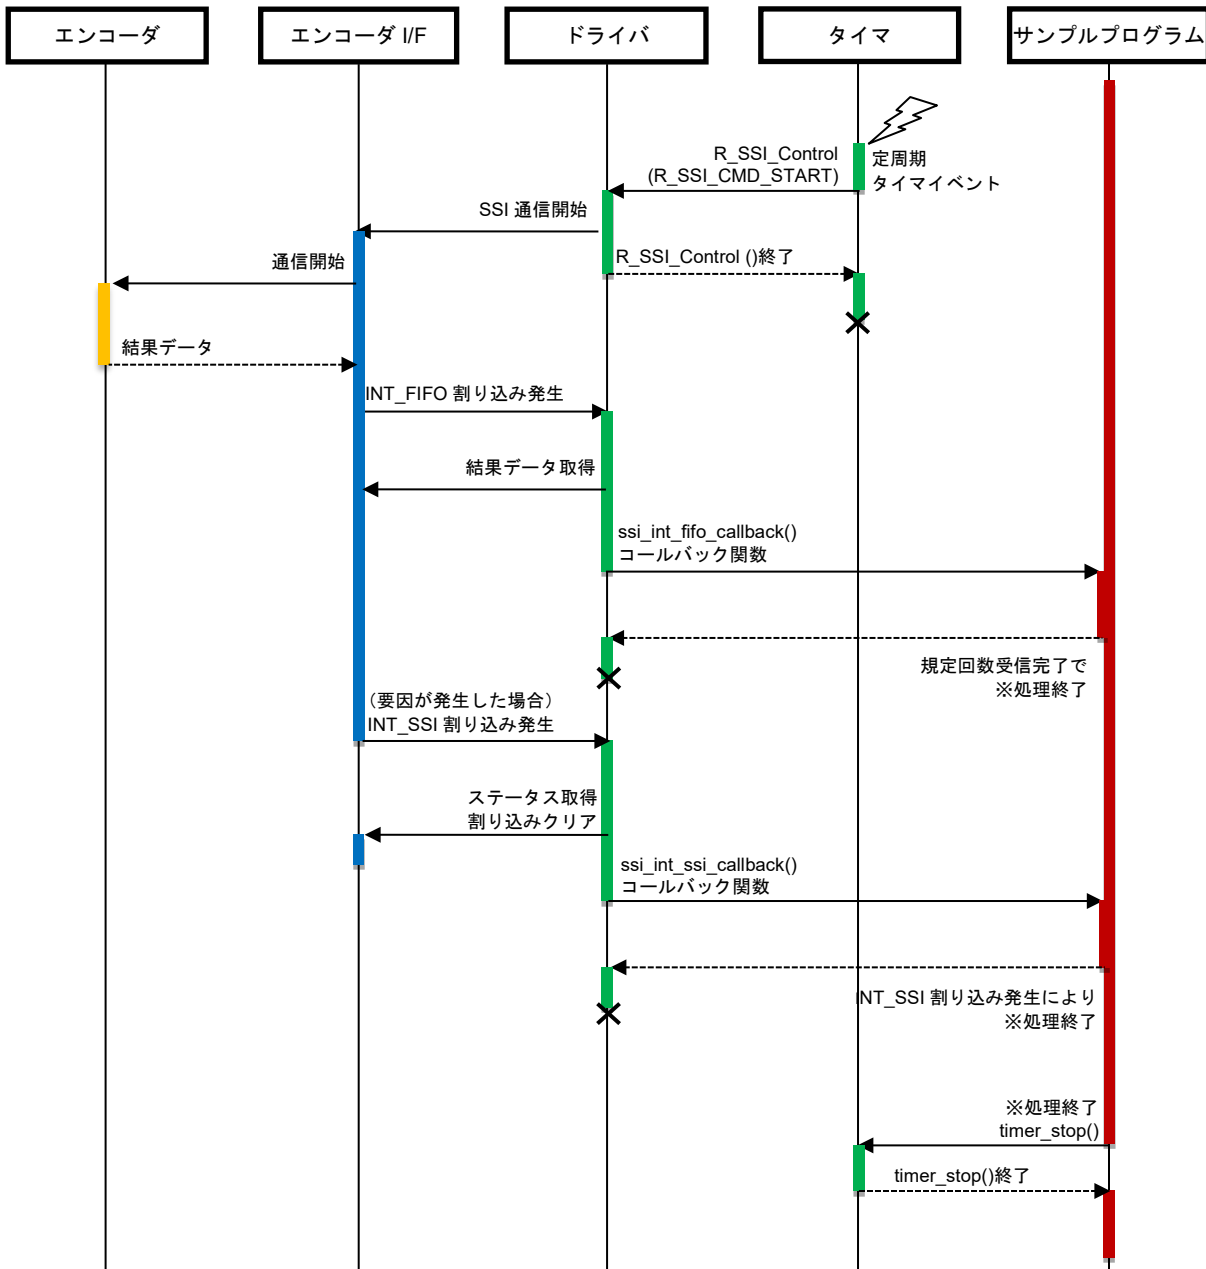 エンコーダ
エンコーダ I/F
ドライバ
タイマ
サンプルプログラム
R_SSI_Control
(R_SSI_CMD_START)
定周期
タイマイベント
SSI 通信開始
R_SSI_Control ()終了
通信開始
結果データ
INT_FIFO 割り込み発生
結果データ取得
ssi_int_fifo_callback()
コールバック関数
規定回数受信完了で
※処理終了
（要因が発生した場合）
INT_SSI 割り込み発生
ステータス取得
割り込みクリア
ssi_int_ssi_callback()
コールバック関数
INT_SSI 割り込み発生により
※処理終了
※処理終了
timer_stop()
timer_stop()終了